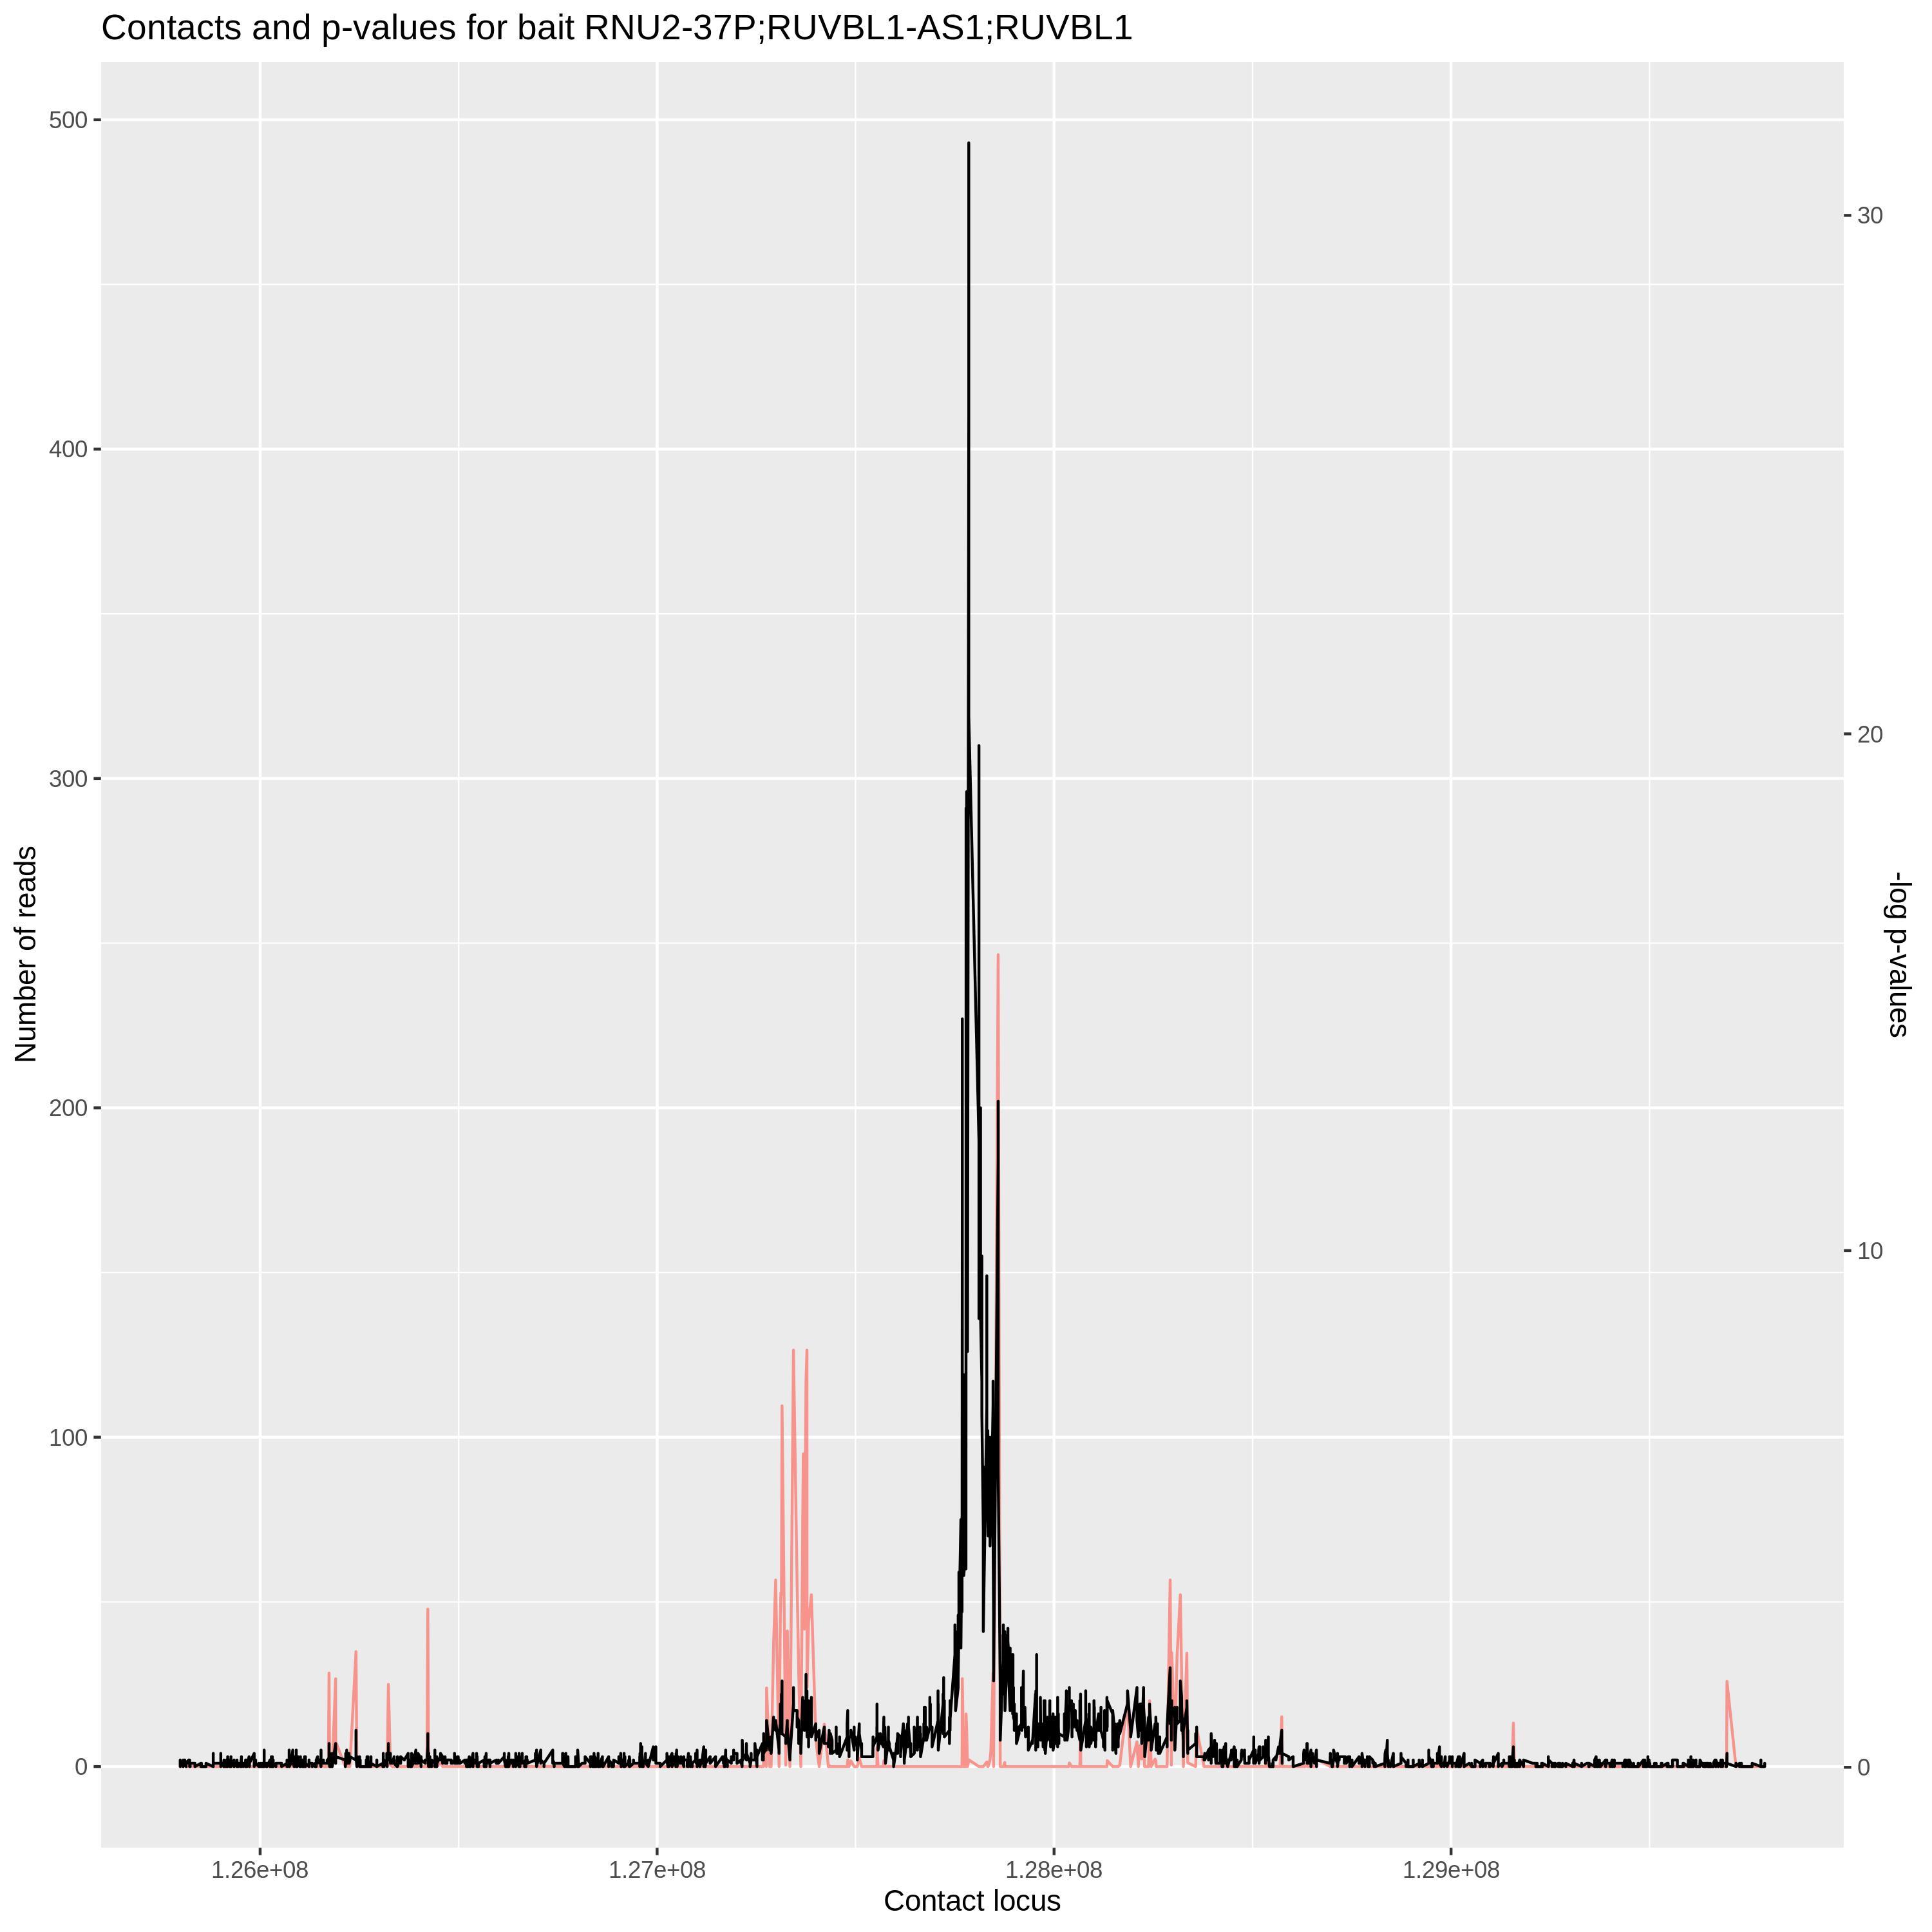 Contacts and p-values for bait RNU2-37P;RUVBL1-AS1;RUVBL1
500
400
300
200
100
0
30
20
10
0
Number of reads
-log p-values
1.26e+08
1.27e+08
1.28e+08
1.29e+08
Contact locus